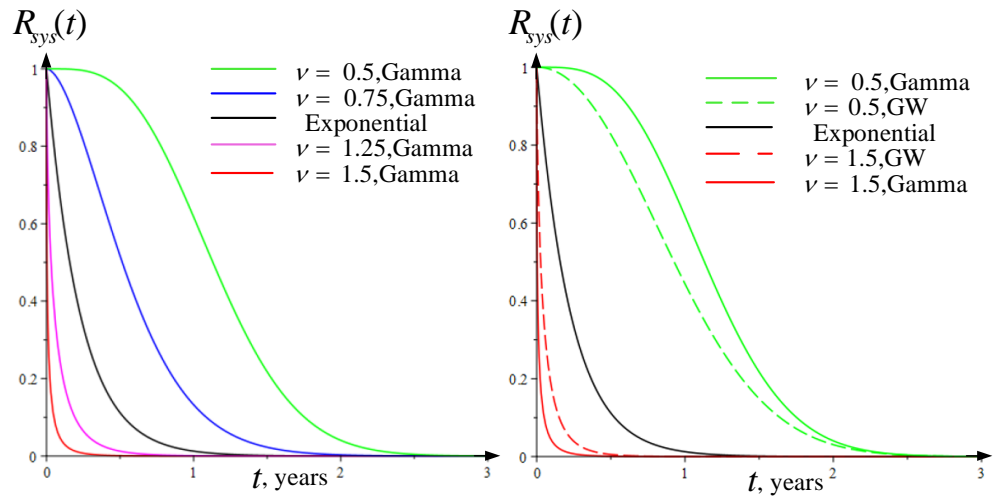 R_sys(t)
1
0.8
0.6
0.4
0.2
0
0
1
2
3
t, years
ν = 0.5,Gamma
ν = 0.75,Gamma
Exponential
ν = 1.25,Gamma
ν = 1.5,Gamma
R_sys(t)
1
0.8
0.6
0.4
0.2
0
0
1
2
3
t, years
ν = 0.5,Gamma
ν = 0.5,GW
Exponential
ν = 1.5,GW
ν = 1.5,Gamma